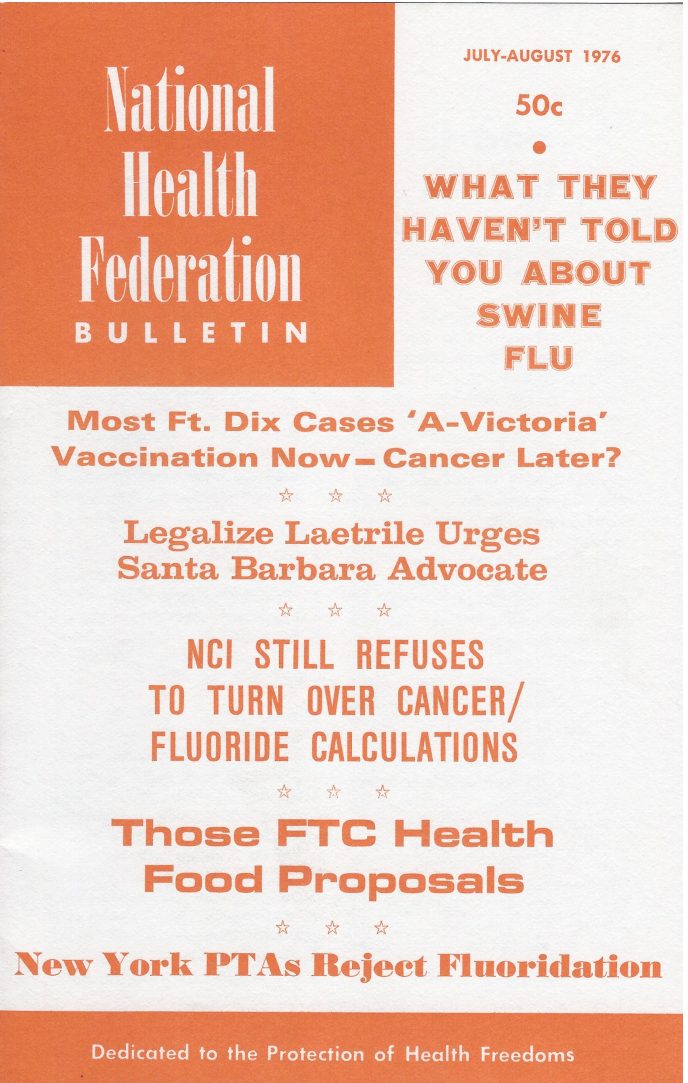 National
Health
Federation
BULLETIN
JULY-AUGUST 1976
50c
WHAT THEY
HAVEN'T TOLD
YOU ABOUT
SWINE
FLU
Most Ft. Dix Cases 'A-Victoria'
Vaccination Now—Cancer Later?
Legalize Laetrile Urges
Santa Barbara Advocate
NCI STILL REFUSES
TO TURN OVER CANCER/
FLUORIDE CALCULATIONS
Those FTC Health
Food Proposals
New York PTAs Reject Fluoridation
Dedicated to the Protection of Health Freedoms